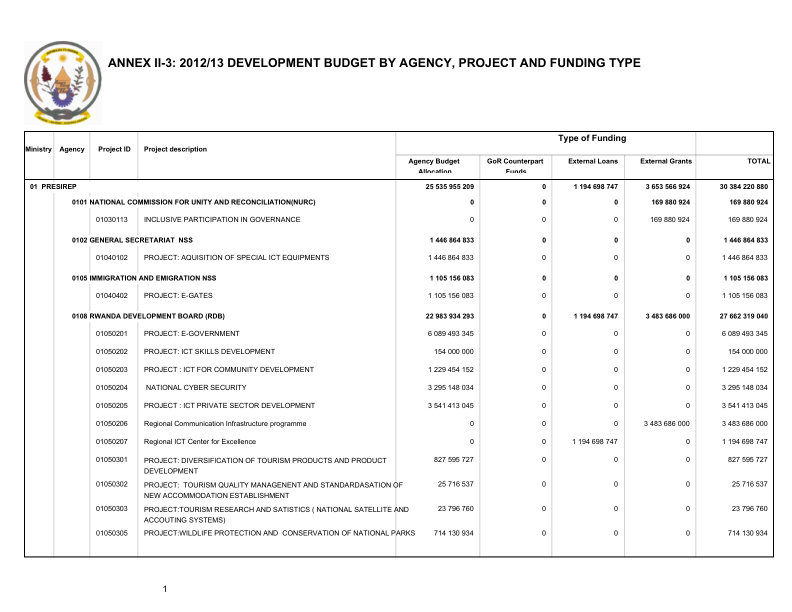 ANNEX II-3: 2012/13 DEVELOPMENT BUDGET BY AGENCY, PROJECT AND FUNDING TYPE
Type of Funding
Ministry Agency Project ID Project description
Agency Budget Allocation GoR Counterpart Funds External Loans External Grants TOTAL
01 PRESIREP 25 535 955 209 0 1 194 698 747 3 653 566 924 30 384 220 880
0101 NATIONAL COMMISSION FOR UNITY AND RECONCILIATION(NURC) 0 0 0 169 880 924 169 880 924
01030113 INCLUSIVE PARTICIPATION IN GOVERNANCE 0 0 0 169 880 924 169 880 924
0102 GENERAL SECRETARIAT NSS 1 446 864 833 0 0 0 1 446 864 833
01040102 PROJECT: AQUISITION OF SPECIAL ICT EQUIPMENTS 1 446 864 833 0 0 0 1 446 864 833
0105 IMMIGRATION AND EMIGRATION NSS 1 105 156 083 0 0 0 1 105 156 083
01040402 PROJECT: E-GATES 1 105 156 083 0 0 0 1 105 156 083
0108 RWANDA DEVELOPMENT BOARD (RDB) 22 983 934 293 0 1 194 698 747 3 483 686 000 27 662 319 040
01050201 PROJECT: E-GOVERNMENT 6 089 493 345 0 0 0 6 089 493 345
01050202 PROJECT: ICT SKILLS DEVELOPMENT 154 000 000 0 0 0 154 000 000
01050203 PROJECT : ICT FOR COMMUNITY DEVELOPMENT 1 229 454 152 0 0 0 1 229 454 152
01050204 NATIONAL CYBER SECURITY 3 295 148 034 0 0 0 3 295 148 034
01050205 PROJECT : ICT PRIVATE SECTOR DEVELOPMENT 3 541 413 045 0 0 0 3 541 413 045
01050206 Regional Communication Infrastructure programme 0 0 0 3 483 686 000 3 483 686 000
01050207 Regional ICT Center for Excellence 0 0 1 194 698 747 0 1 194 698 747
01050301 PROJECT: DIVERSIFICATION OF TOURISM PRODUCTS AND PRODUCT 827 595 727 0 0 0 827 595 727
DEVELOPMENT
01050302 PROJECT: TOURISM QUALITY MANAGENENT AND STANDARDASATION OF 25 716 537 0 0 0 25 716 537
NEW ACCOMMODATION ESTABLISHMENT
01050303 PROJECT:TOURISM RESEARCH AND SATISTICS ( NATIONAL SATELLITE AND 23 796 760 0 0 0 23 796 760
ACCOUTING SYSTEMS)
01050305 PROJECT:WILDLIFE PROTECTION AND CONSERVATION OF NATIONAL PARKS 714 130 934 0 0 0 714 130 934
1